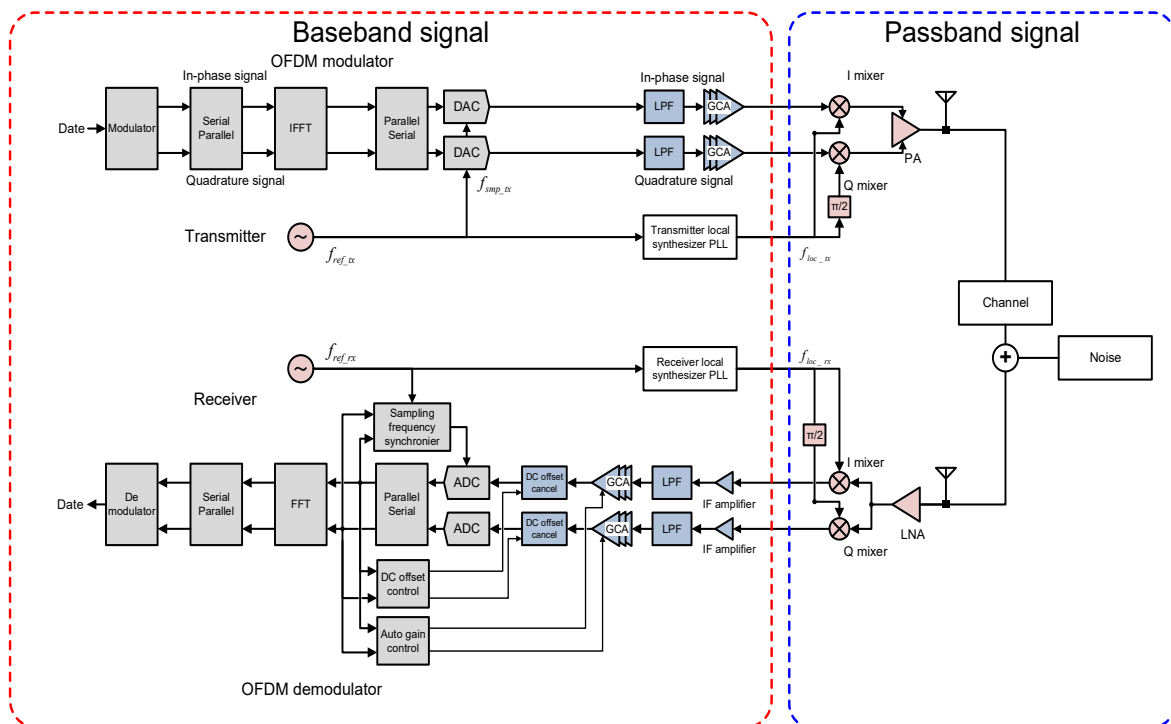 Baseband signal
Passband signal
OFDM modulator
In-phase signal
In-phase signal
I mixer
Date
Modulator
Serial
Parallel
IFFT
Parallel
Serial
DAC
DAC
LPF
GCA
LPF
GCA
PA
Quadrature signal
f_smp_tx
Quadrature signal
Q mixer
π/2
Transmitter
~
f_ref_tx
Transmitter local
synthesizer PLL
f_loc_tx
Channel
+
Noise
~
f_ref_rx
Receiver local
synthesizer PLL
f_loc_rx
Receiver
Sampling
frequency
synchronier
π/2
I mixer
Date
De
modulator
Serial
Parallel
FFT
Parallel
Serial
ADC
DC offset
cancel
GCA
LPF
IF amplifier
ADC
DC offset
cancel
GCA
LPF
IF amplifier
Q mixer
LNA
DC offset
control
Auto gain
control
OFDM demodulator